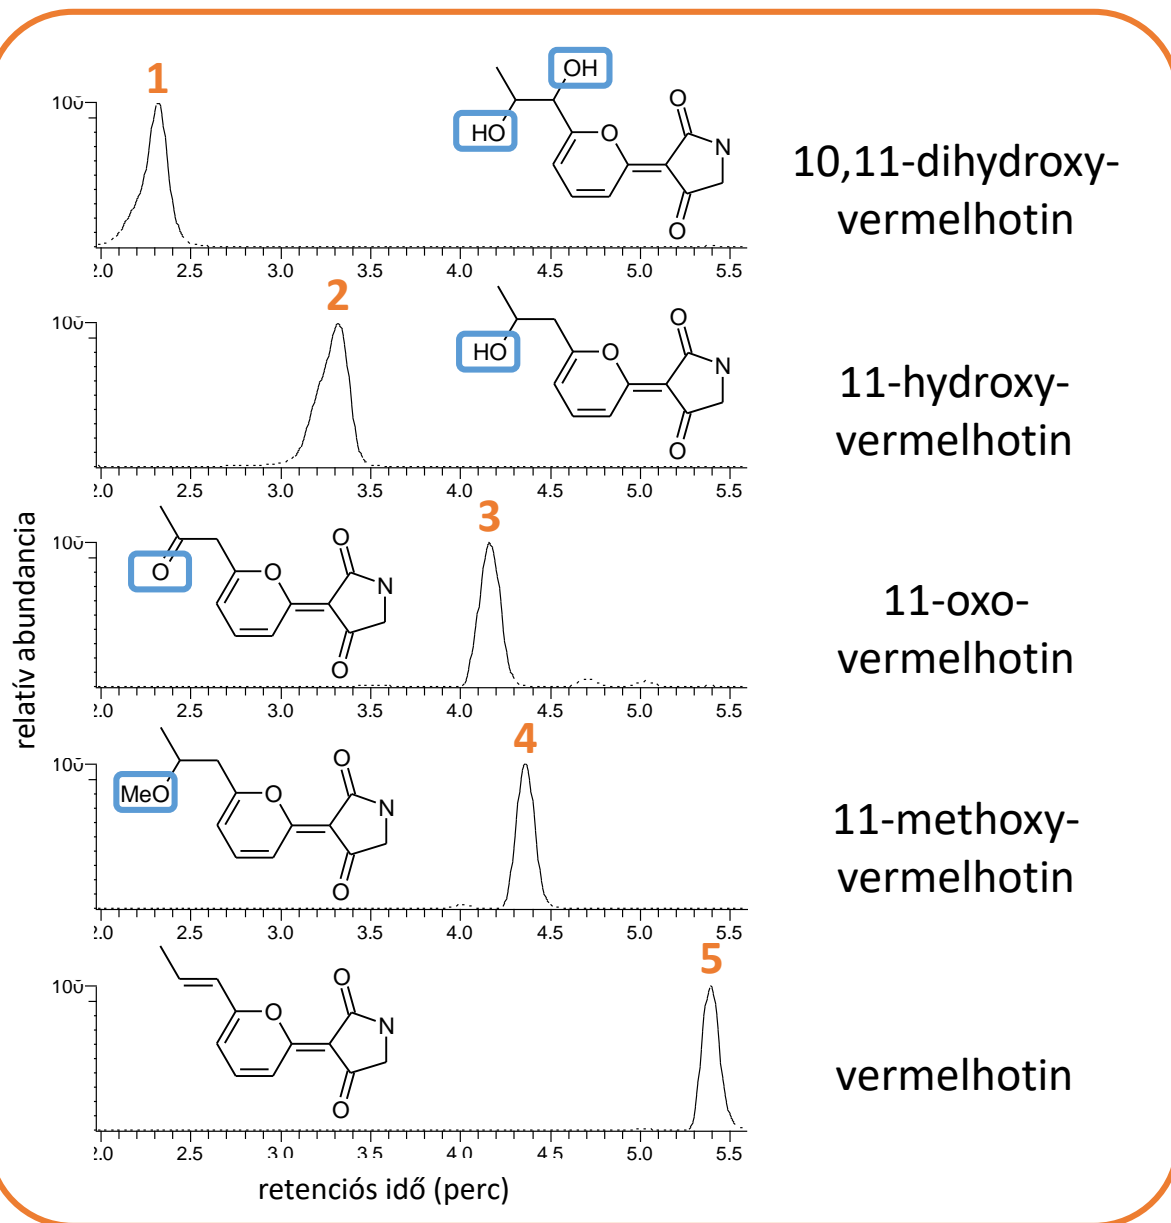 1
OH
HO
O
O
N
O
100
10,11-dihydroxy-
vermelhotin
2.0 2.5 3.0 3.5 4.0 4.5 5.0 5.5
2
HO
O
O
N
O
100
11-hydroxy-
vermelhotin
2.0 2.5 3.0 3.5 4.0 4.5 5.0 5.5
3
O
O
O
N
O
100
11-oxo-
vermelhotin
2.0 2.5 3.0 3.5 4.0 4.5 5.0 5.5
4
MeO
O
O
N
O
100
11-methoxy-
vermelhotin
2.0 2.5 3.0 3.5 4.0 4.5 5.0 5.5
5
O
O
N
O
100
vermelhotin
2.0 2.5 3.0 3.5 4.0 4.5 5.0 5.5
relatív abundancia
retenciós idő (perc)